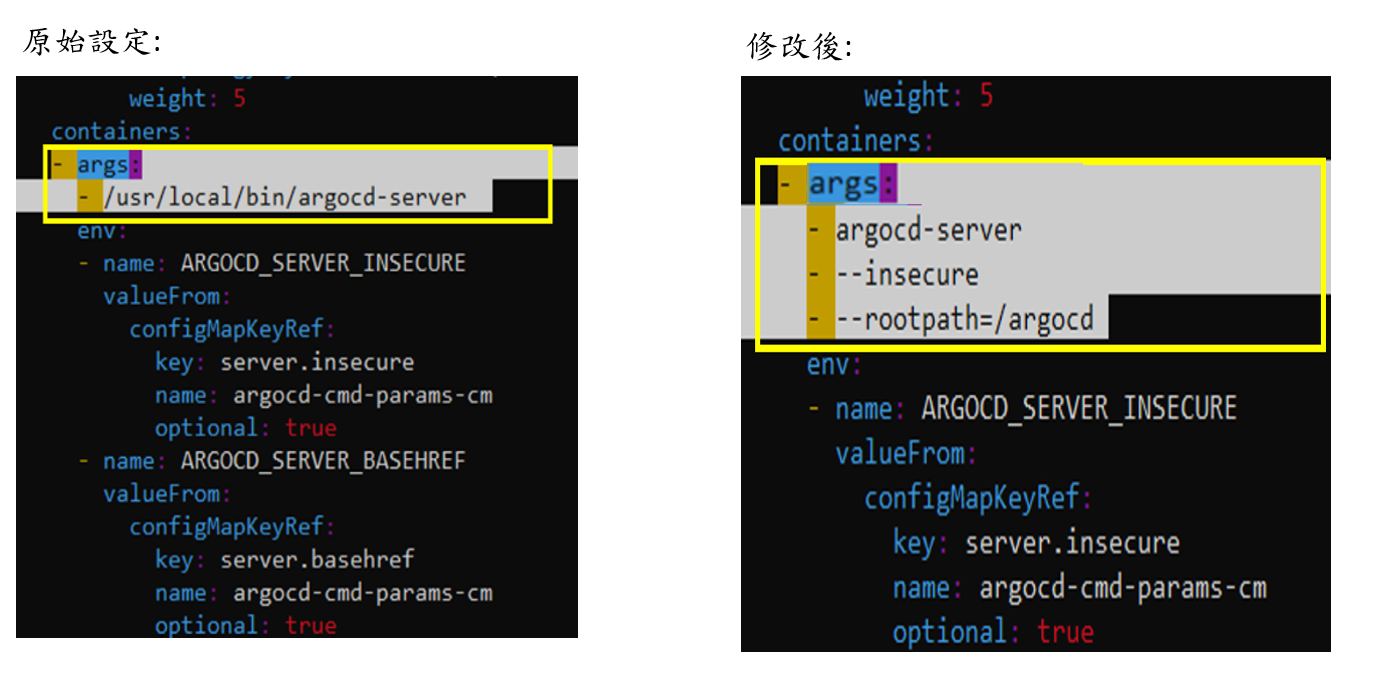 原始設定:
weight: 5
containers:
- args:
- /usr/local/bin/argocd-server
env:
- name: ARGOCD_SERVER_INSECURE
valueFrom:
configMapKeyRef:
key: server.insecure
name: argocd-cmd-params-cm
optional: true
- name: ARGOCD_SERVER_BASEHREF
valueFrom:
configMapKeyRef:
key: server.basehref
name: argocd-cmd-params-cm
optional: true
修改後:
weight: 5
containers:
- args:
- argocd-server
- --insecure
- --rootpath=/argocd
env:
- name: ARGOCD_SERVER_INSECURE
valueFrom:
configMapKeyRef:
key: server.insecure
name: argocd-cmd-params-cm
optional: true